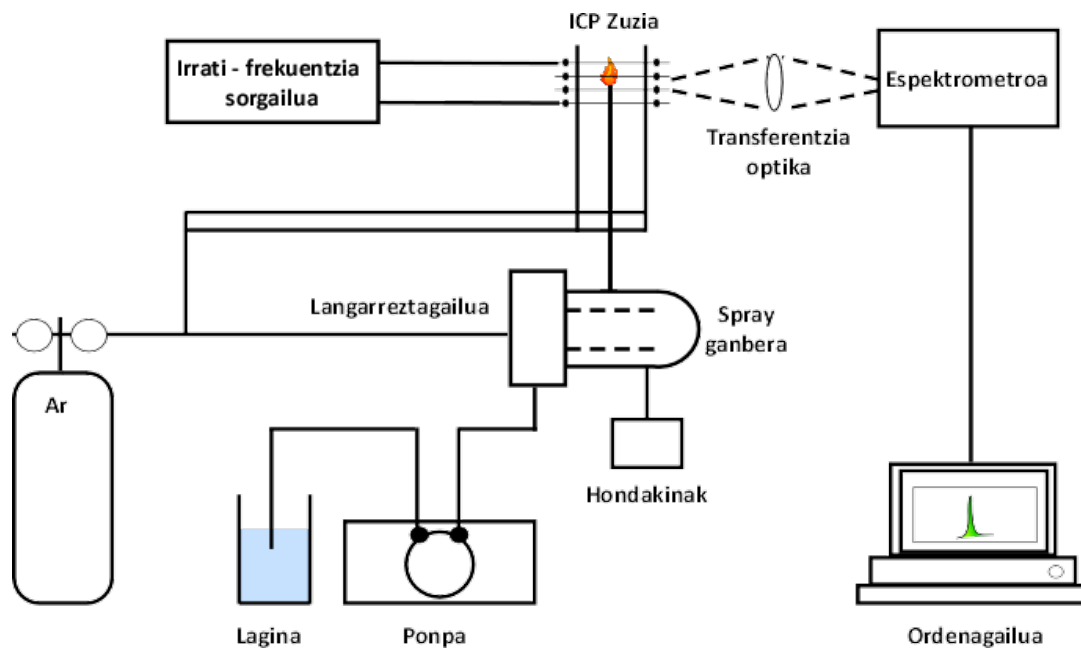 ICP Zuzia
Irrati - frekuentzia
sorgailua
Espektrometroa
Transferentzia
optika
Langarreztagailua
Spray
ganbera
Ar
Hondakinak
Lagina
Ponpa
Ordenagailua